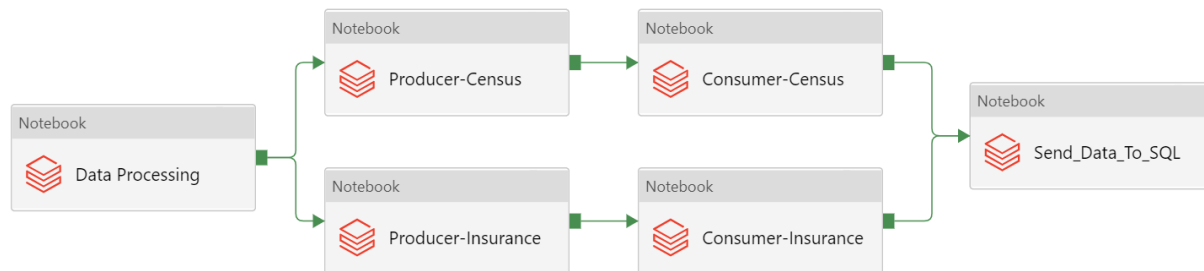 Notebook
Data Processing
Notebook
Producer-Census
Notebook
Consumer-Census
Notebook
Producer-Insurance
Notebook
Consumer-Insurance
Notebook
Send_Data_To_SQL